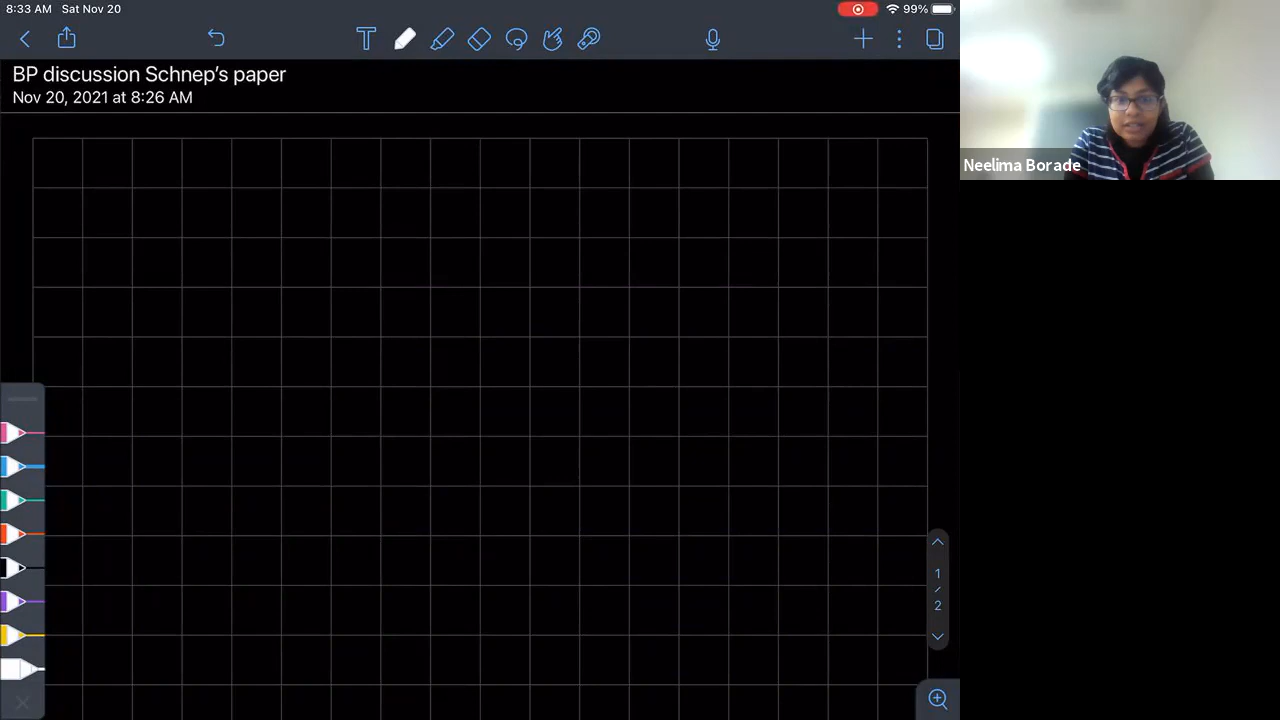 8:33 AM Sat Nov 20
99%
BP discussion Schnep's paper
Nov 20, 2021 at 8:26 AM
Neelima Borade
1
/
2